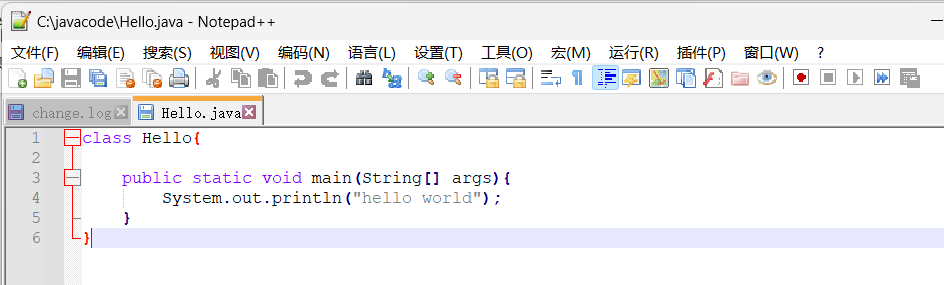 C:\javacode\Hello.java - Notepad++
文件(F) 编辑(E) 搜索(S) 视图(V) 编码(N) 语言(L) 设置(T) 工具(O) 宏(M) 运行(R) 插件(P) 窗口(W) ?
change.log Hello.java
1 class Hello{
2
3 public static void main(String[] args){
4 System.out.println("hello world");
5 }
6 }